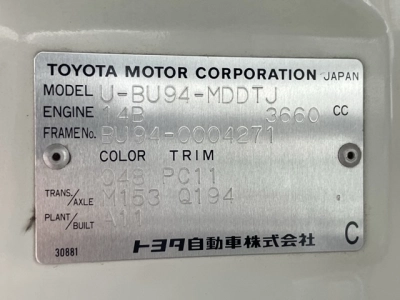 TOYOTA MOTOR CORPORATION JAPAN
MODEL U-BU94-MDDTJ
ENGINE 14B 3660 CC
FRAME No. BU94-0004271
COLOR TRIM
049 PC11
TRANS./AXLE M153 Q194
PLANT/BUILT A11
30881 トヨタ自動車株式会社 C